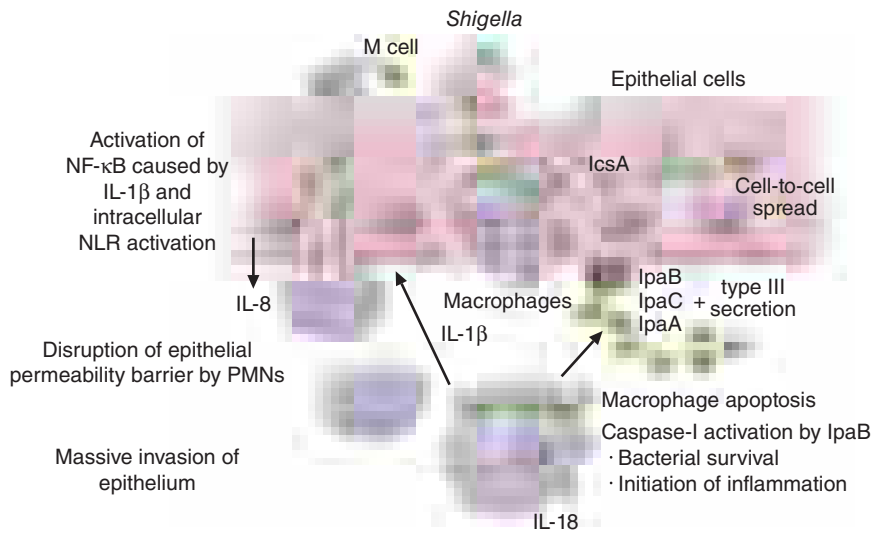 Shigella
M cell
Epithelial cells
Activation of
NF-κB caused by
IL-1β and
intracellular
NLR activation
IcsA
Cell-to-cell
spread
IL-8
Macrophages
IL-1β
IpaB
IpaC
IpaA
+ type III
secretion
Disruption of epithelial
permeability barrier by PMNs
Macrophage apoptosis
Caspase-I activation by IpaB
· Bacterial survival
· Initiation of inflammation
Massive invasion of
epithelium
IL-18